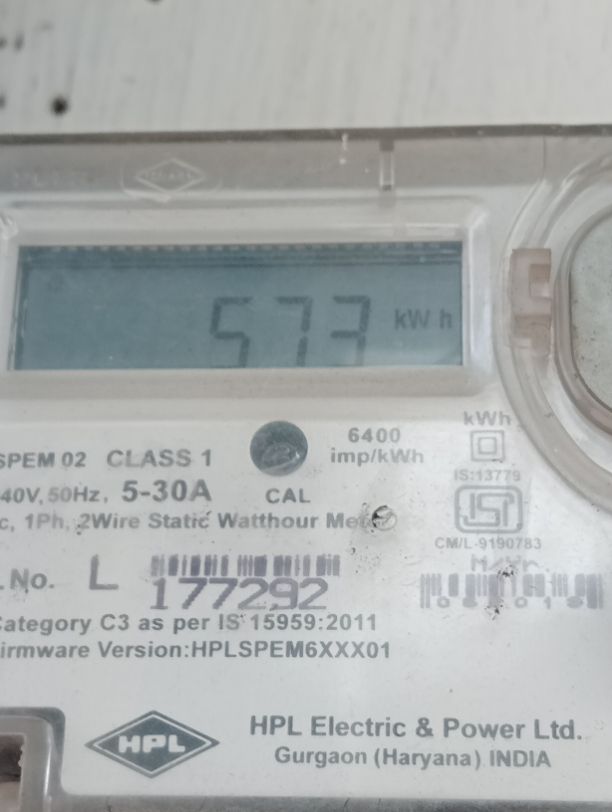 573 kWh
kWh
6400
imp/kWh
SPEM 02 CLASS 1
IS:13779
40V, 50Hz, 5-30A
CAL
c, 1Ph, 2Wire Static Watthour
ISI
CM/L-9190783
M/Yr
L No. L 177292
Category C3 as per IS 15959:2011
irmware Version:HPLSPEM6XXX01
HPL
HPL Electric & Power Ltd.
Gurgaon (Haryana) INDIA